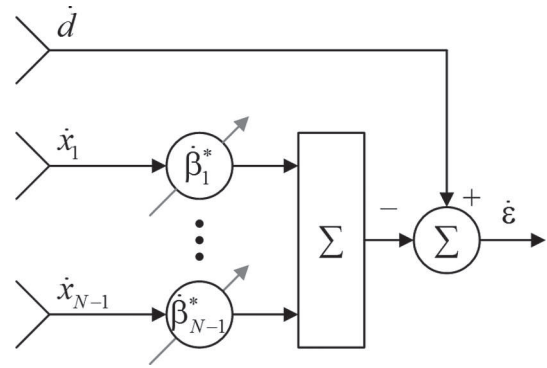 ḋ
ẋ₁
β̇₁*
Σ
− + ε̇
Σ
ẋ_{N−1}
β̇*_{N−1}